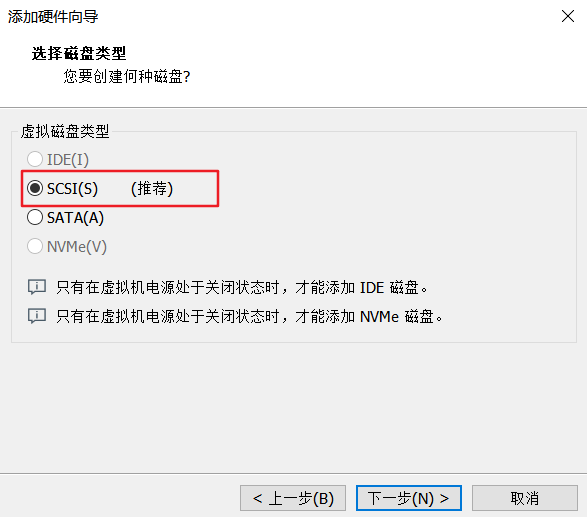 添加硬件向导
选择磁盘类型
您要创建何种磁盘?
虚拟磁盘类型
IDE(I)
SCSI(S) (推荐)
SATA(A)
NVMe(V)
只有在虚拟机电源处于关闭状态时，才能添加 IDE 磁盘。
只有在虚拟机电源处于关闭状态时，才能添加 NVMe 磁盘。
< 上一步(B) 下一步(N) > 取消